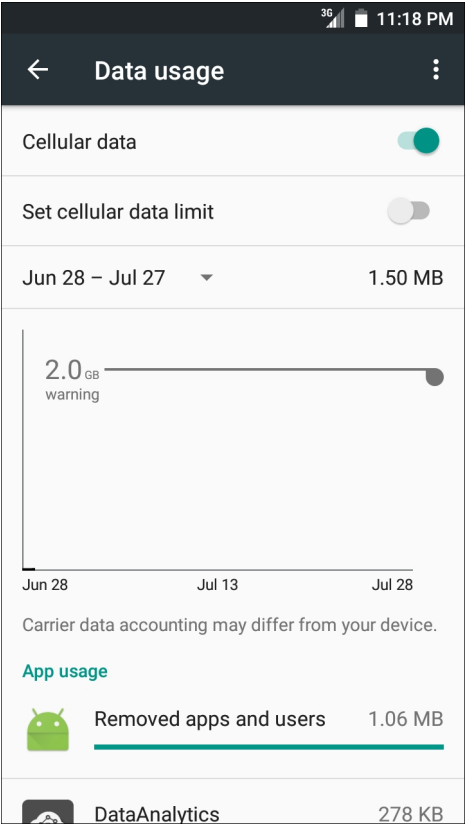 3G 11:18 PM
Data usage
Cellular data
Set cellular data limit
Jun 28 – Jul 27 1.50 MB
2.0 GB
warning
Jun 28 Jul 13 Jul 28
Carrier data accounting may differ from your device.
App usage
Removed apps and users 1.06 MB
DataAnalytics 278 KB